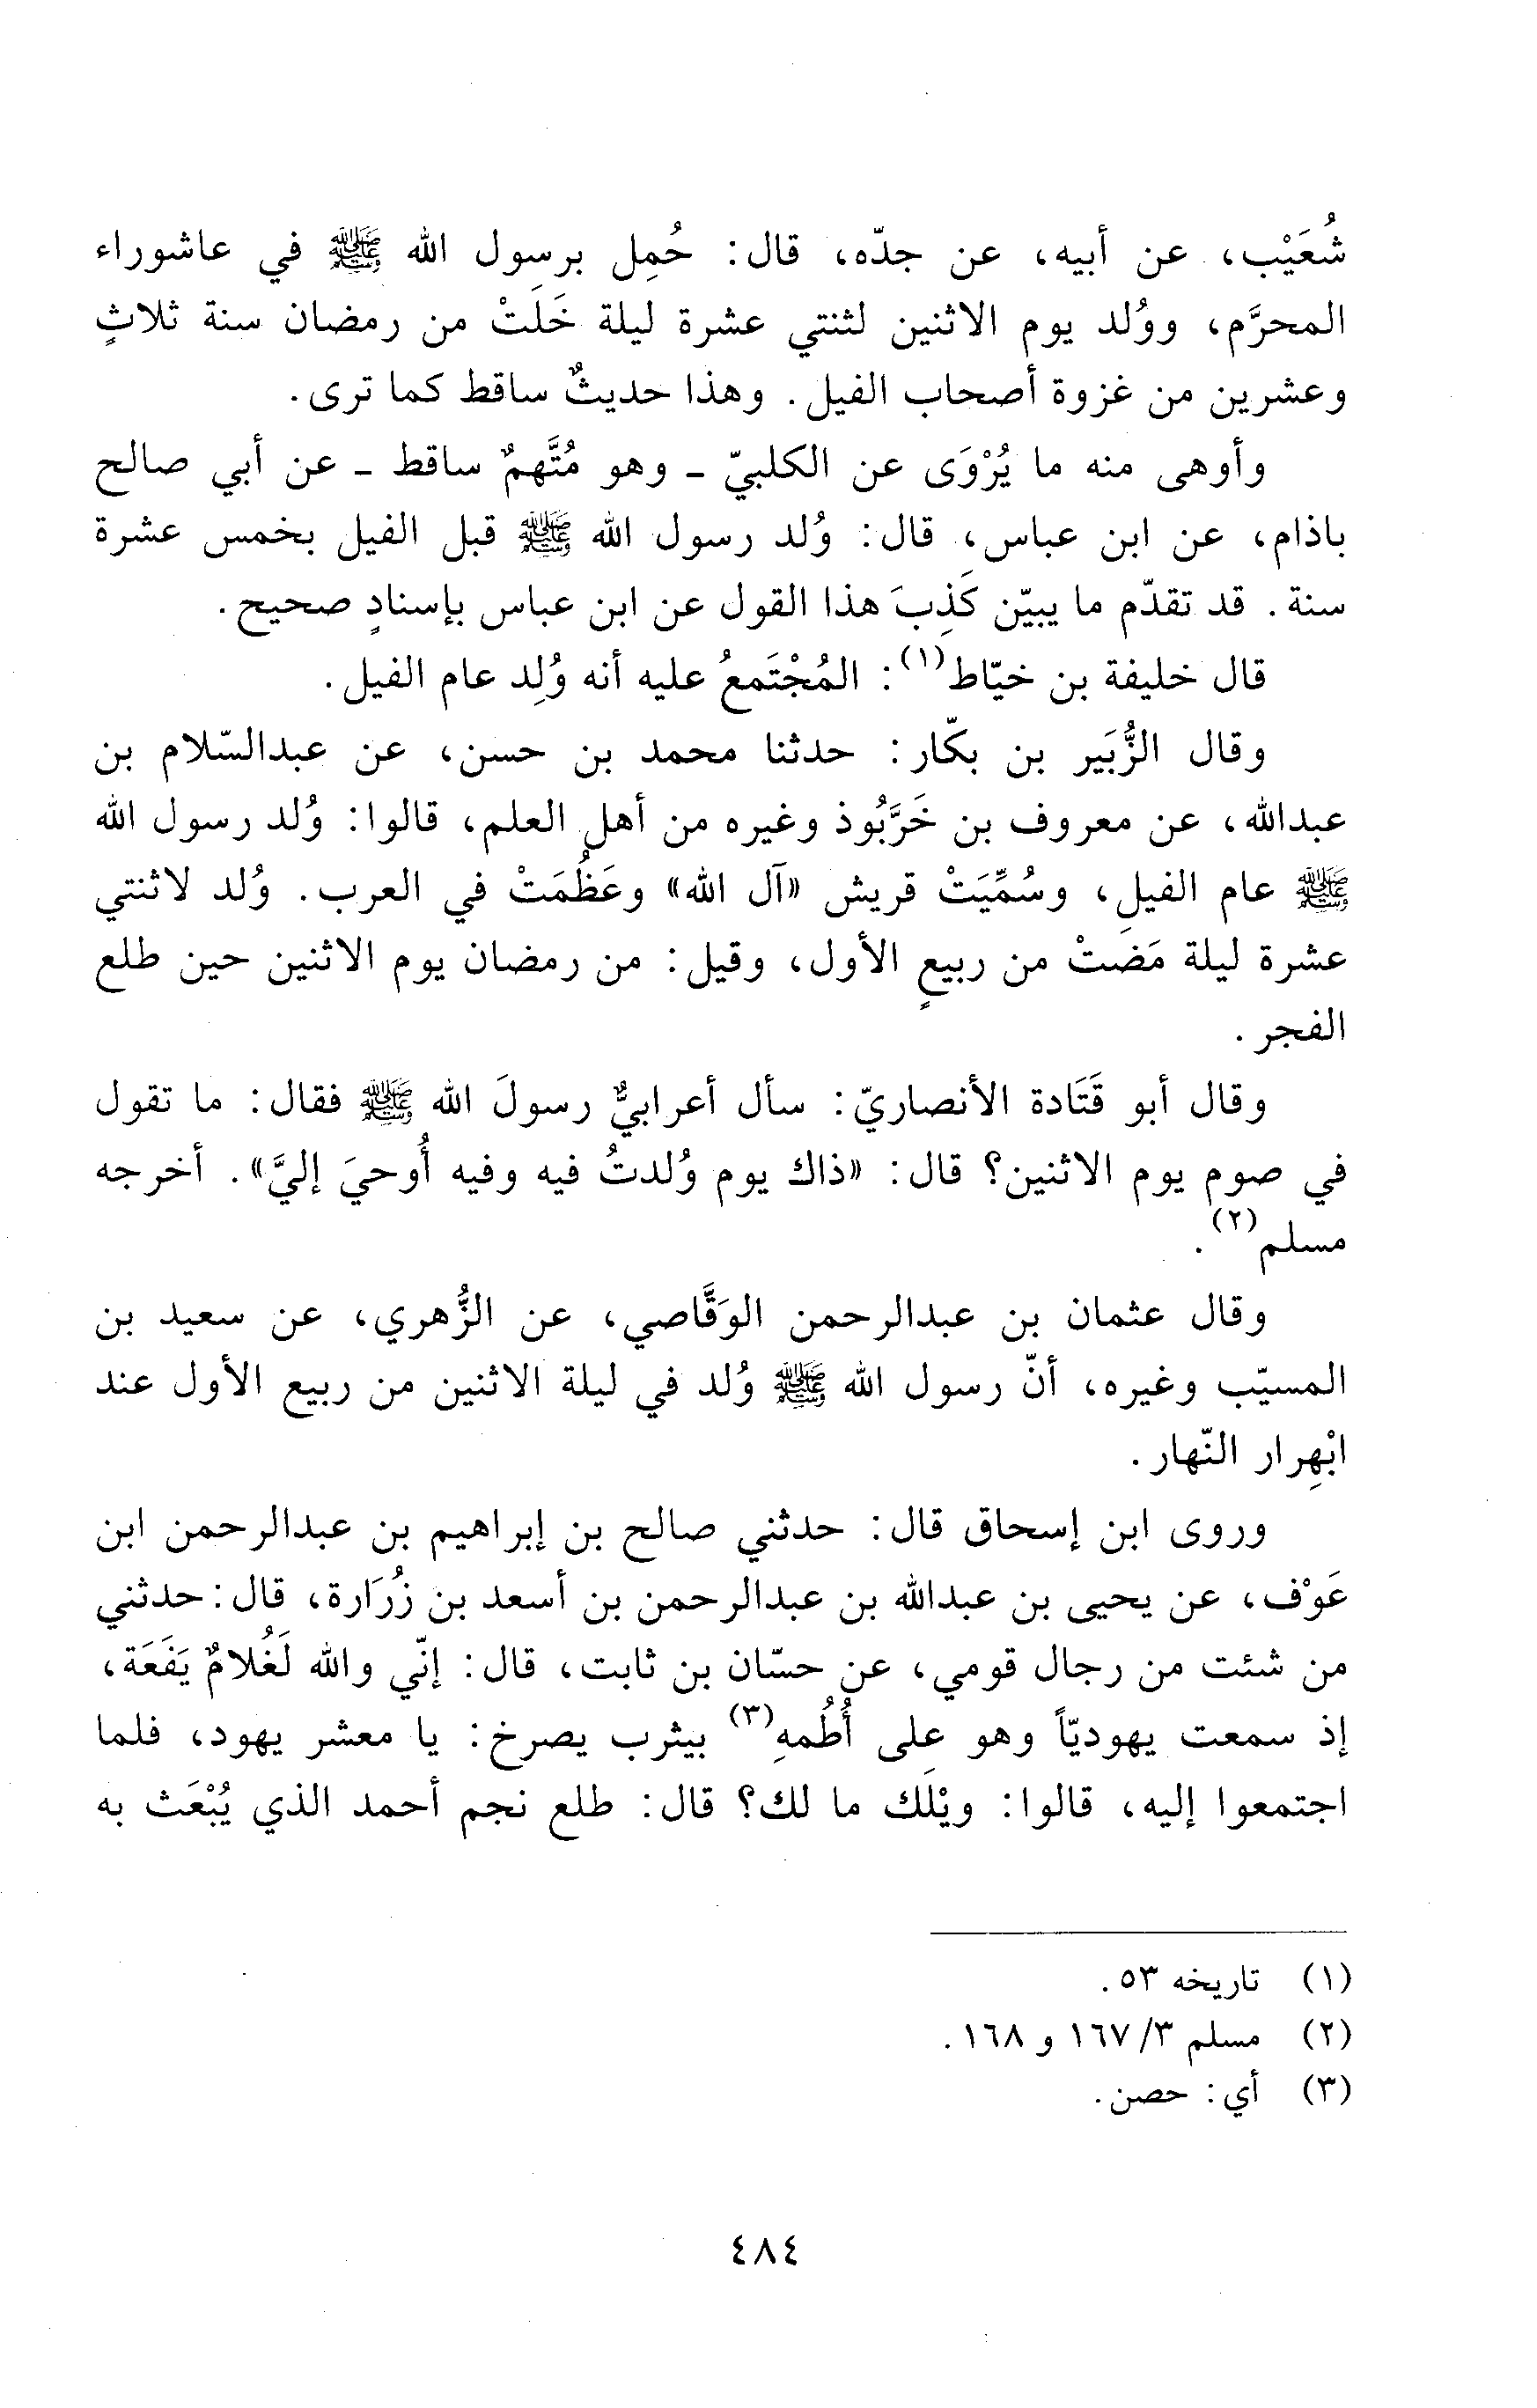 شُعَيْب، عن أبيه، عن جدّه، قال: حُمِل برسول الله ﷺ في عاشوراء
المحرَّم، ووُلد يوم الاثنين لثنتي عشرة ليلة خَلَتْ من رمضان سنة ثلاثٍ
وعشرين من غزوة أصحاب الفيل. وهذا حديثٌ ساقط كما ترى.
وأوهى منه ما يُرْوَى عن الكلبيّ ـ وهو مُتَّهمٌ ساقط ـ عن أبي صالح
باذام، عن ابن عباس، قال: وُلد رسول الله ﷺ قبل الفيل بخمس عشرة
سنة. قد تقدّم ما يبيّن كَذِبَ هذا القول عن ابن عباس بإسنادٍ صحيح.
قال خليفة بن خيّاط(١): المُجْتَمعُ عليه أنه وُلِد عام الفيل.
وقال الزُّبَير بن بكّار: حدثنا محمد بن حسن، عن عبدالسّلام بن
عبدالله، عن معروف بن خَرَّبُوذ وغيره من أهل العلم، قالوا: وُلد رسول الله
ﷺ عام الفيلِ، وسُمِّيَتْ قريش «آل الله» وعَظُمَتْ في العرب. وُلد لاثنتي
عشرة ليلة مَضتْ من ربيعٍ الأول، وقيل: من رمضان يوم الاثنين حين طلع
الفجر.
وقال أبو قَتَادة الأنصاريّ: سأل أعرابيٌّ رسولَ الله ﷺ فقال: ما تقول
في صوم يوم الاثنين؟ قال: «ذاك يوم وُلدتُ فيه وفيه أُوحيَ إليَّ». أخرجه
مسلم(٢).
وقال عثمان بن عبدالرحمن الوَقَّاصي، عن الزُّهري، عن سعيد بن
المسيّب وغيره، أنّ رسول الله ﷺ وُلد في ليلة الاثنين من ربيع الأول عند
ابْهِرار النّهار.
وروى ابن إسحاق قال: حدثني صالح بن إبراهيم بن عبدالرحمن ابن
عَوْف، عن يحيى بن عبدالله بن عبدالرحمن بن أسعد بن زُرَارة، قال: حدثني
من شئت من رجال قومي، عن حسّان بن ثابت، قال: إنّي والله لَغُلامٌ يَفَعَة،
إذ سمعت يهوديّاً وهو على أُطُمهِ(٣) بيثرب يصرخ: يا معشر يهود، فلما
اجتمعوا إليه، قالوا: ويْلَك ما لك؟ قال: طلع نجم أحمد الذي يُبْعَث به
(١) تاريخه ٥٣.
(٢) مسلم ٣/ ١٦٧ و ١٦٨.
(٣) أي: حصن.
٤٨٤